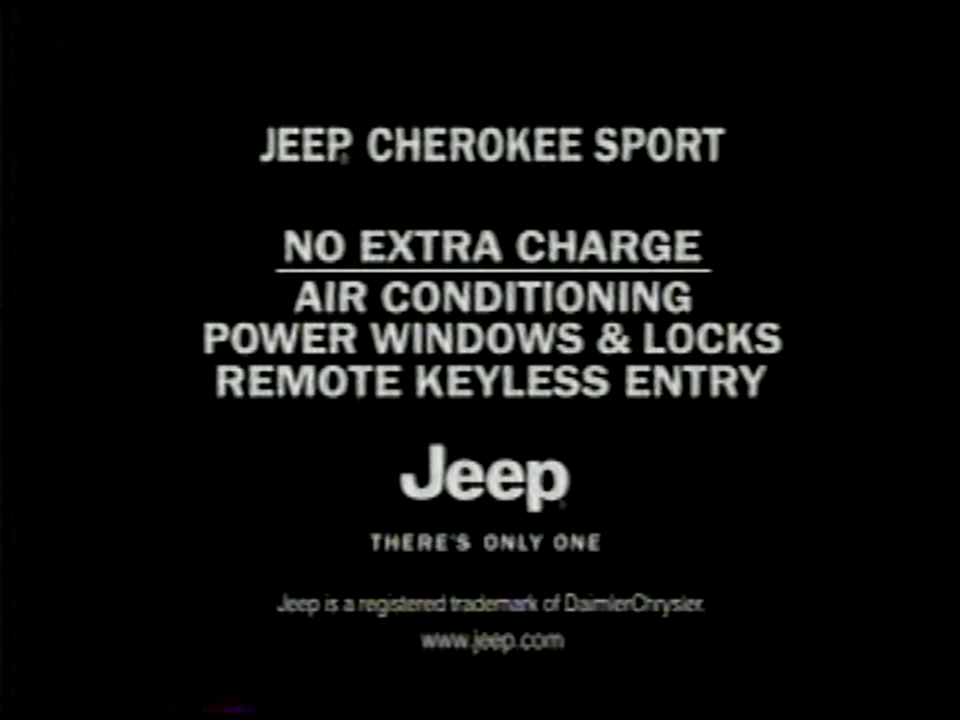 JEEP® CHEROKEE SPORT
NO EXTRA CHARGE
AIR CONDITIONING
POWER WINDOWS & LOCKS
REMOTE KEYLESS ENTRY
Jeep®
THERE'S ONLY ONE
Jeep is a registered trademark of DaimlerChrysler.
www.jeep.com